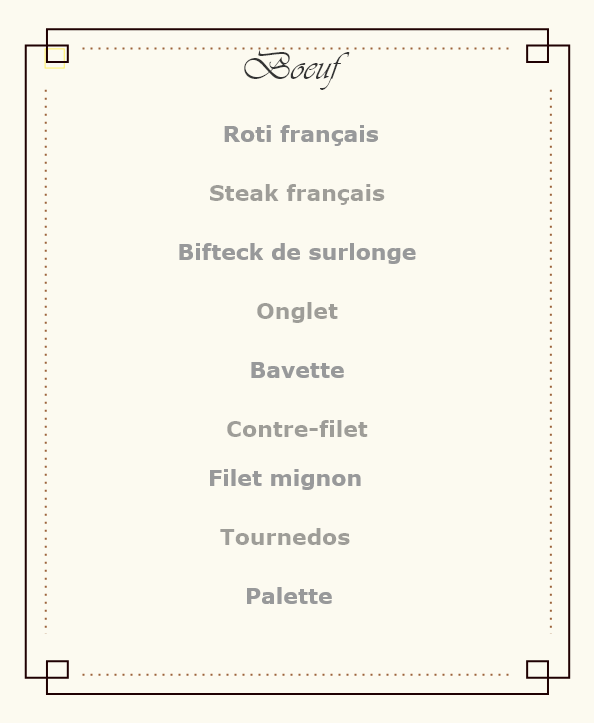 Boeuf
Roti français
Steak français
Bifteck de surlonge
Onglet
Bavette
Contre-filet
Filet mignon
Tournedos
Palette